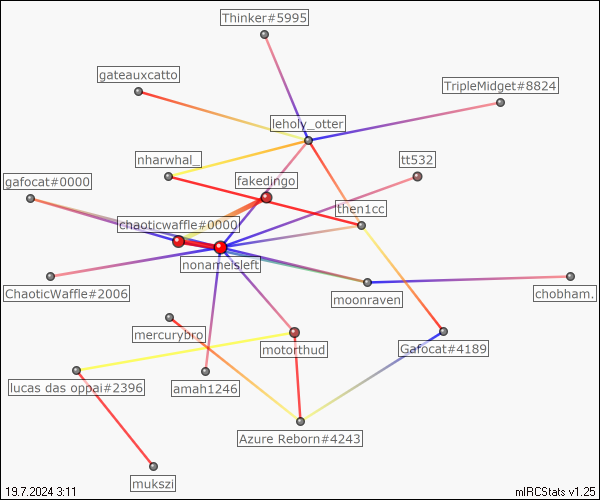 Thinker#5995
gateauxcatto
TripleMidget#8824
leholy_otter
nharwhal_
tt532
gafocat#0000
fakedingo
then1cc
chaoticwaffle#0000
nonameisleft
ChaoticWaffle#2006
moonraven
chobham.
mercurybro
motorthud
Gafocat#4189
lucas das oppai#2396
amah1246
Azure Reborn#4243
mukszi
19.7.2024 3:11
mIRCStats v1.25